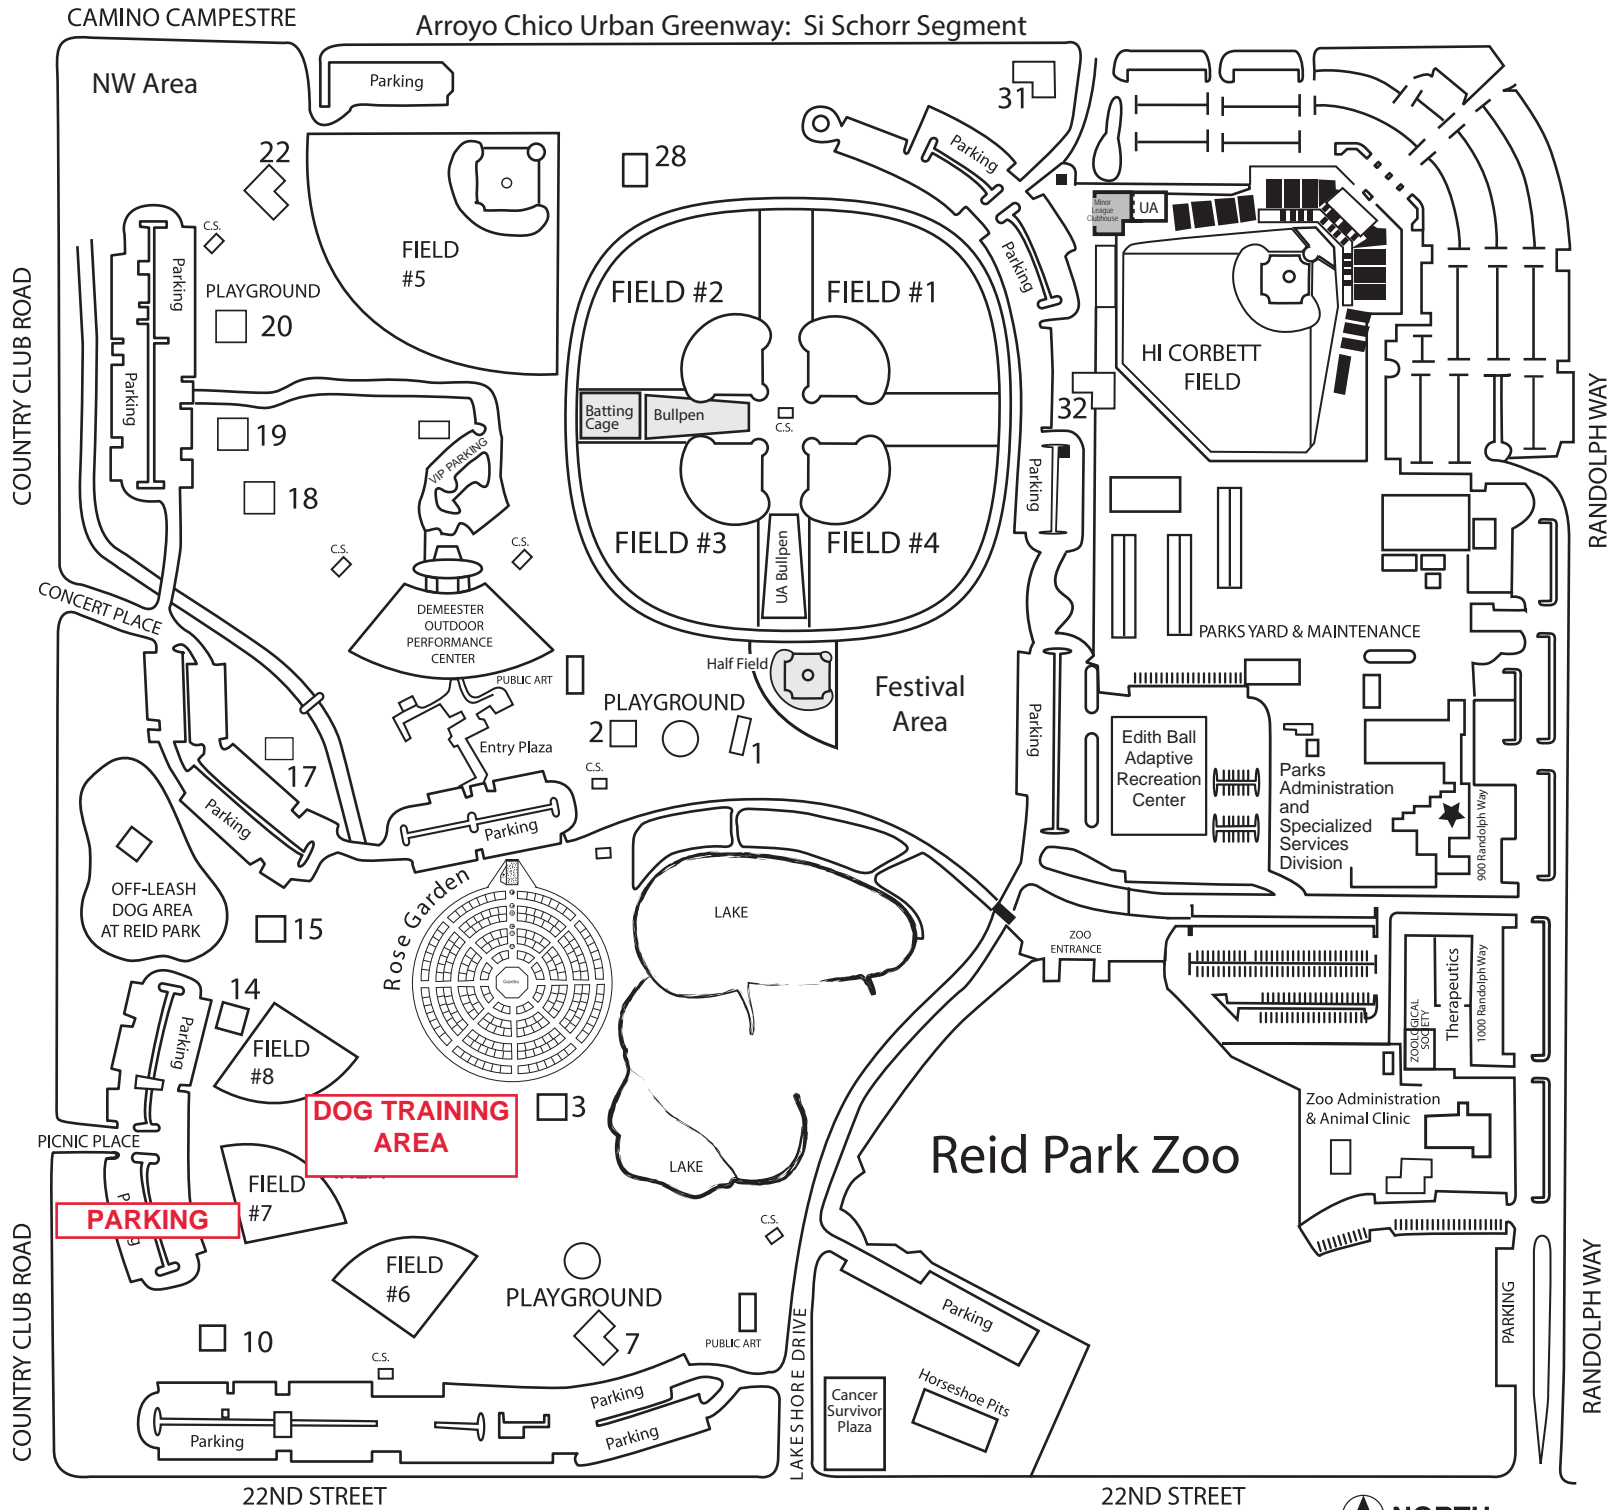 CAMINO CAMPESTRE
Arroyo Chico Urban Greenway: Si Schorr Segment
NW Area
Parking
31
22
28
Parking
C.S.
FIELD
#5
Parking
Minor
League
Clubhouse
UA
Parking
PLAYGROUND
20
FIELD #2
FIELD #1
COUNTRY CLUB ROAD
Parking
HI CORBETT
FIELD
RANDOLPH WAY
Batting
Cage
Bullpen
C.S.
32
19
VIP PARKING
Parking
18
C.S.
C.S.
FIELD #3
FIELD #4
UA Bullpen
CONCERT PLACE
DEMEESTER
OUTDOOR
PERFORMANCE
CENTER
PUBLIC ART
PARKS YARD & MAINTENANCE
Half Field
Festival
Area
PLAYGROUND
2
1
Parking
Entry Plaza
17
C.S.
Edith Ball
Adaptive
Recreation
Center
Parks
Administration
and
Specialized
Services
Division
900 Randolph Way
Parking
Parking
OFF-LEASH
DOG AREA
AT REID PARK
Rose Garden
LAKE
15
ZOO
ENTRANCE
Gazebo
14
Parking
FIELD
#8
ZOOLOGICAL
SOCIETY
Therapeutics
1000 Randolph Way
DOG TRAINING
AREA
3
Zoo Administration
& Animal Clinic
PICNIC PLACE
LAKE
Reid Park Zoo
FIELD
#7
PARKING
C.S.
COUNTRY CLUB ROAD
FIELD
#6
PLAYGROUND
7
PUBLIC ART
LAKESHORE DRIVE
Parking
PARKING
RANDOLPH WAY
10
C.S.
Parking
Parking
Parking
Cancer
Survivor
Plaza
Horseshoe Pits
22ND STREET
22ND STREET
NORTH